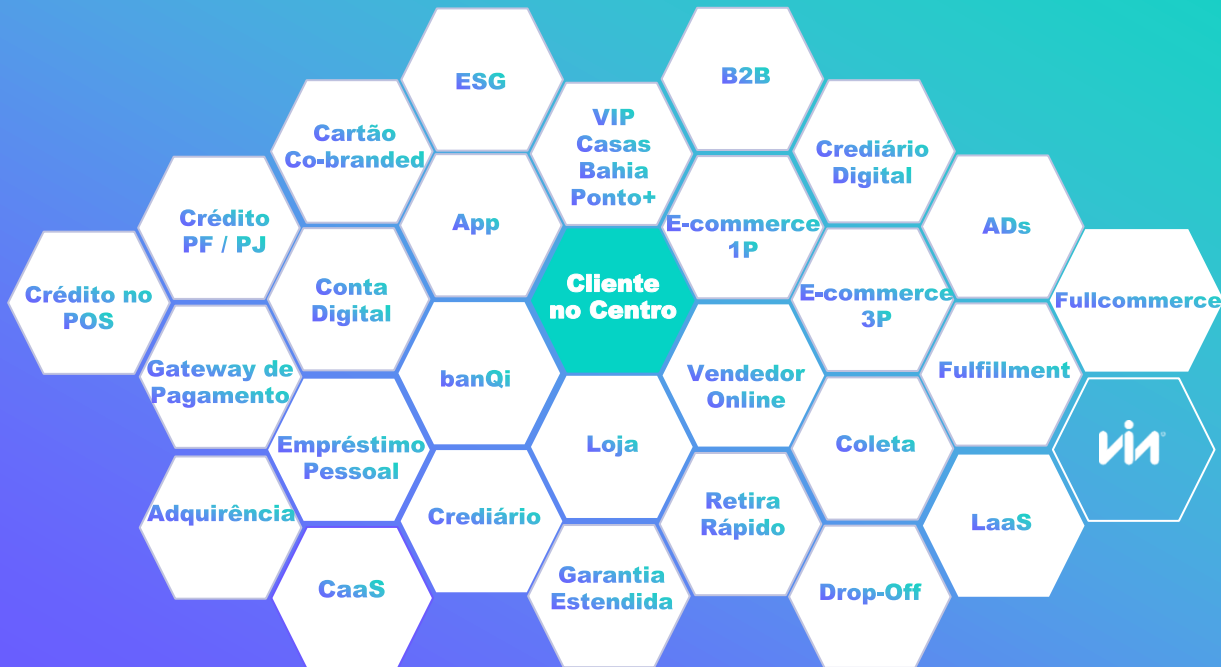 ESG
B2B
VIP
Casas
Bahia
Ponto+
Cartão
Co-branded
Crediário
Digital
Crédito
PF / PJ
App
E-commerce
1P
ADs
Crédito no
POS
Conta
Digital
Cliente
no Centro
E-commerce
3P
Fullcommerce
Gateway de
Pagamento
banQi
Vendedor
Online
Fulfillment
Empréstimo
Pessoal
Loja
Coleta
via
Adquirência
Crediário
Retira
Rápido
LaaS
CaaS
Garantia
Estendida
Drop-Off